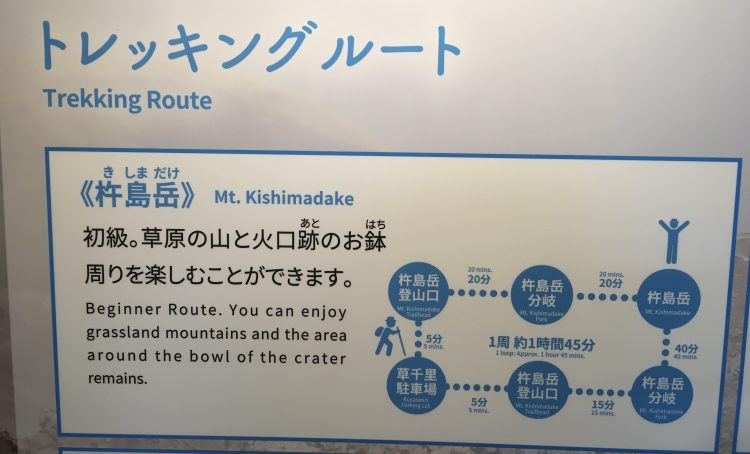 トレッキングルート
Trekking Route
き しま だけ
《杵島岳》 Mt. Kishimadake
あと はち
初級。草原の山と火口跡のお鉢
周りを楽しむことができます。
Beginner Route. You can enjoy
grassland mountains and the area
around the bowl of the crater
remains.
20 mins.
20分
20 mins.
20分
杵島岳
登山口
Mt. Kishimadake
Trailhead
杵島岳
分岐
Mt. Kishimadake
Fork
杵島岳
Mt. Kishimadake
5分
5 mins.
1周 約1時間45分
1 loop: Approx. 1 hour 45 mins.
40分
40 mins.
草千里
駐車場
Kusasenri
Parking Lot
5分
5 mins.
杵島岳
登山口
Mt. Kishimadake
Trailhead
15分
15 mins.
杵島岳
分岐
Mt. Kishimadake
Fork